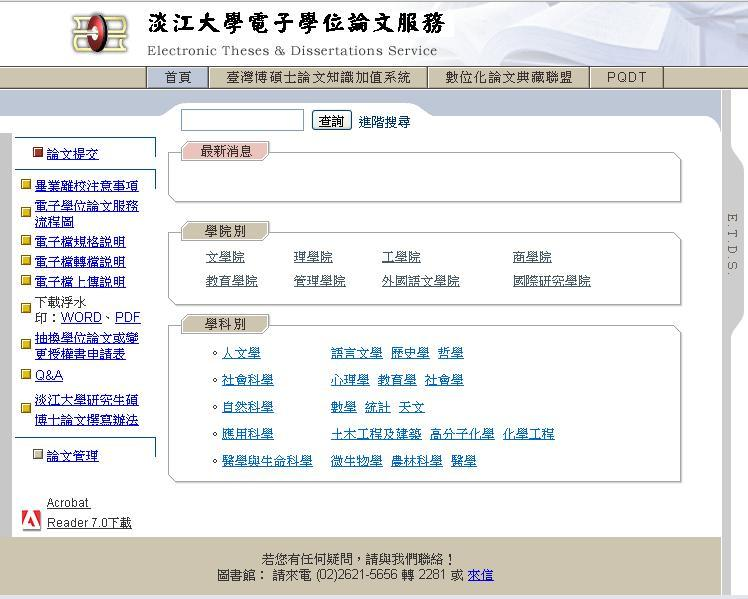 淡江大學電子學位論文服務
Electronic Theses & Dissertations Service
首頁 臺灣博碩士論文知識加值系統 數位化論文典藏聯盟 PQDT
查詢 進階搜尋
論文提交
畢業離校注意事項
電子學位論文服務
流程圖
電子檔規格說明
電子檔轉檔說明
電子檔上傳說明
下載浮水
印：WORD、PDF
抽換學位論文或變
更授權書申請表
Q&A
淡江大學研究生碩
博士論文撰寫辦法
論文管理
Acrobat
Reader 7.0下載
最新消息
學院別
文學院 理學院 工學院 商學院
教育學院 管理學院 外國語文學院 國際研究學院
學科別
人文學 語言文學 歷史學 哲學
社會科學 心理學 教育學 社會學
自然科學 數學 統計 天文
應用科學 土木工程及建築 高分子化學 化學工程
醫學與生命科學 微生物學 農林科學 醫學
E.T.D.S.
若您有任何疑問，請與我們聯絡！
圖書館： 請來電 (02)2621-5656 轉 2281 或 來信